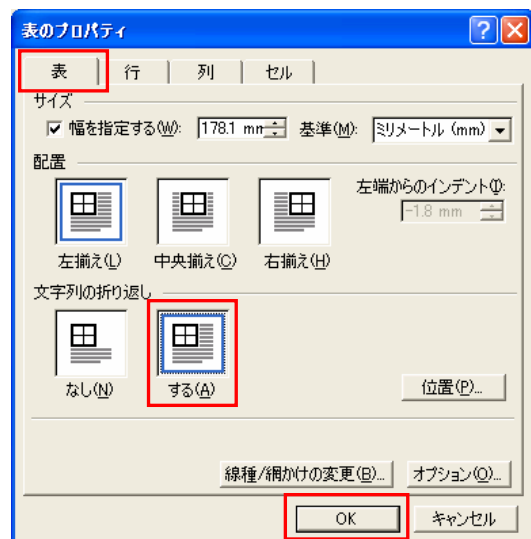 表のプロパティ
表 行 列 セル
サイズ
幅を指定する(W): 178.1 mm 基準(M): ミリメートル (mm)
配置
左端からのインデント(I):
-1.8 mm
左揃え(L) 中央揃え(C) 右揃え(H)
文字列の折り返し
なし(N) する(A) 位置(P)...
線種/網かけの変更(B)... オプション(O)...
OK キャンセル